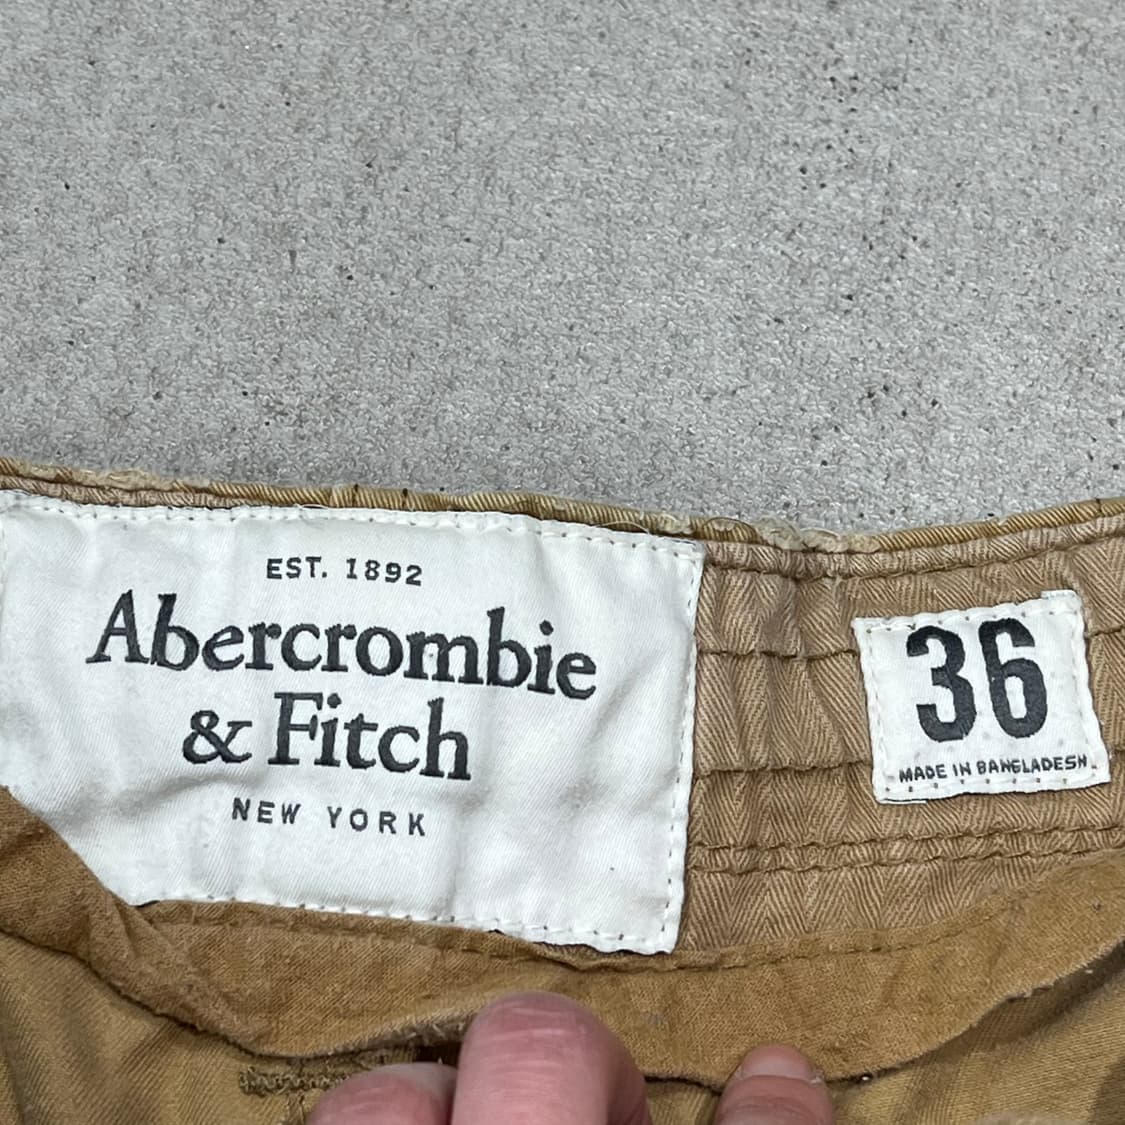 EST. 1892
Abercrombie
& Fitch
NEW YORK
36
MADE IN BANGLADESH